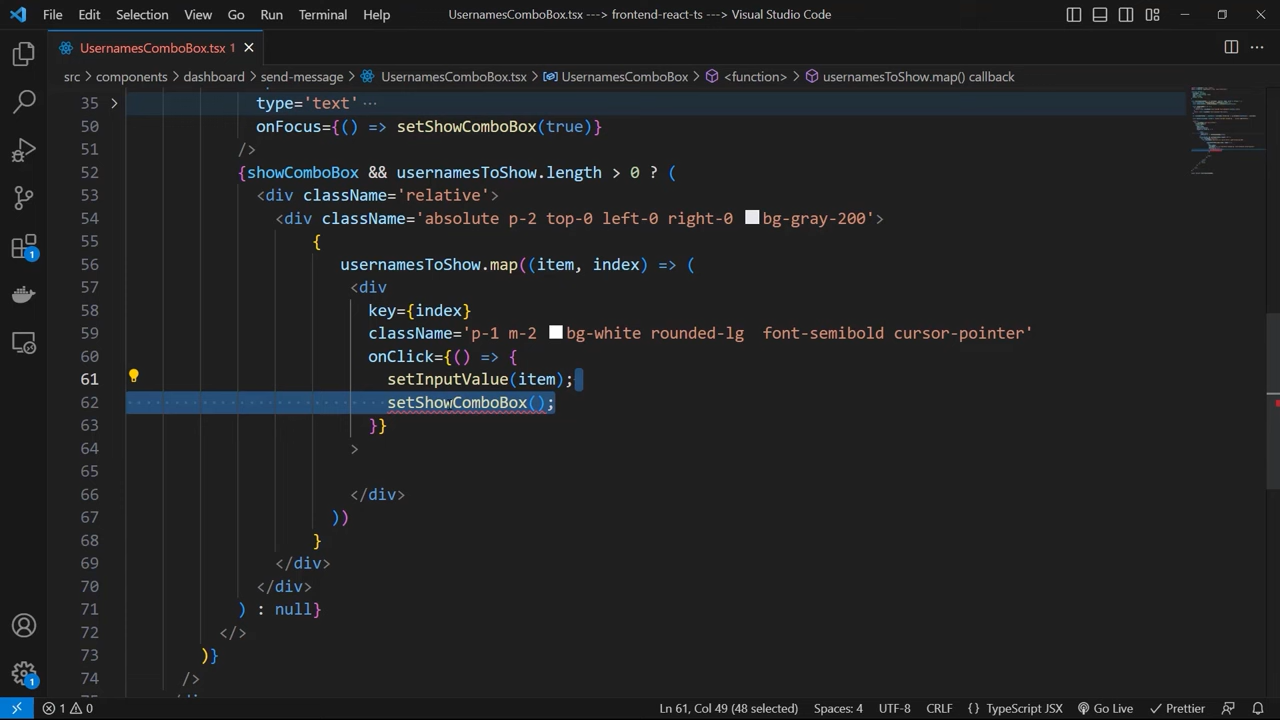 File Edit Selection View Go Run Terminal Help UsernamesComboBox.tsx ---> frontend-react-ts ---> Visual Studio Code
UsernamesComboBox.tsx 1
src > components > dashboard > send-message > UsernamesComboBox.tsx > UsernamesComboBox > <function> > usernamesToShow.map() callback
35 type='text' ···
50 onFocus={() => setShowComboBox(true)}
51 />
52 {showComboBox && usernamesToShow.length > 0 ? (
53 <div className='relative'>
54 <div className='absolute p-2 top-0 left-0 right-0 bg-gray-200'>
55 {
56 usernamesToShow.map((item, index) => (
57 <div
58 key={index}
59 className='p-1 m-2 bg-white rounded-lg  font-semibold cursor-pointer'
60 onClick={() => {
61 setInputValue(item);
62 setShowComboBox();
63 }}
64 >
65
66 </div>
67 ))
68 }
69 </div>
70 </div>
71 ) : null}
72 </>
73 )}
74 />
1
1
1 0 Ln 61, Col 49 (48 selected) Spaces: 4 UTF-8 CRLF {} TypeScript JSX Go Live Prettier